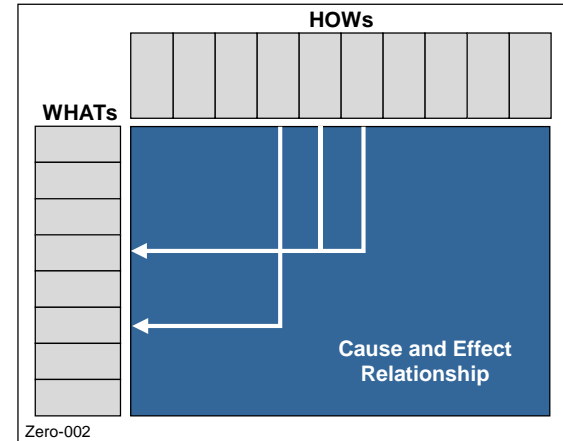 HOWs
WHATs
Cause and Effect
Relationship
Zero-002